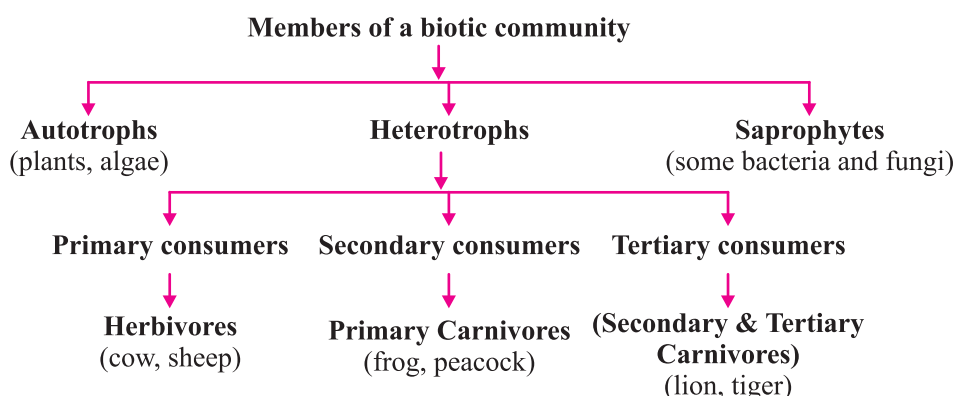 Members of a biotic community
Autotrophs
(plants, algae)
Heterotrophs
Saprophytes
(some bacteria and fungi)
Primary consumers
Secondary consumers
Tertiary consumers
Herbivores
(cow, sheep)
Primary Carnivores
(frog, peacock)
(Secondary & Tertiary
Carnivores)
(lion, tiger)